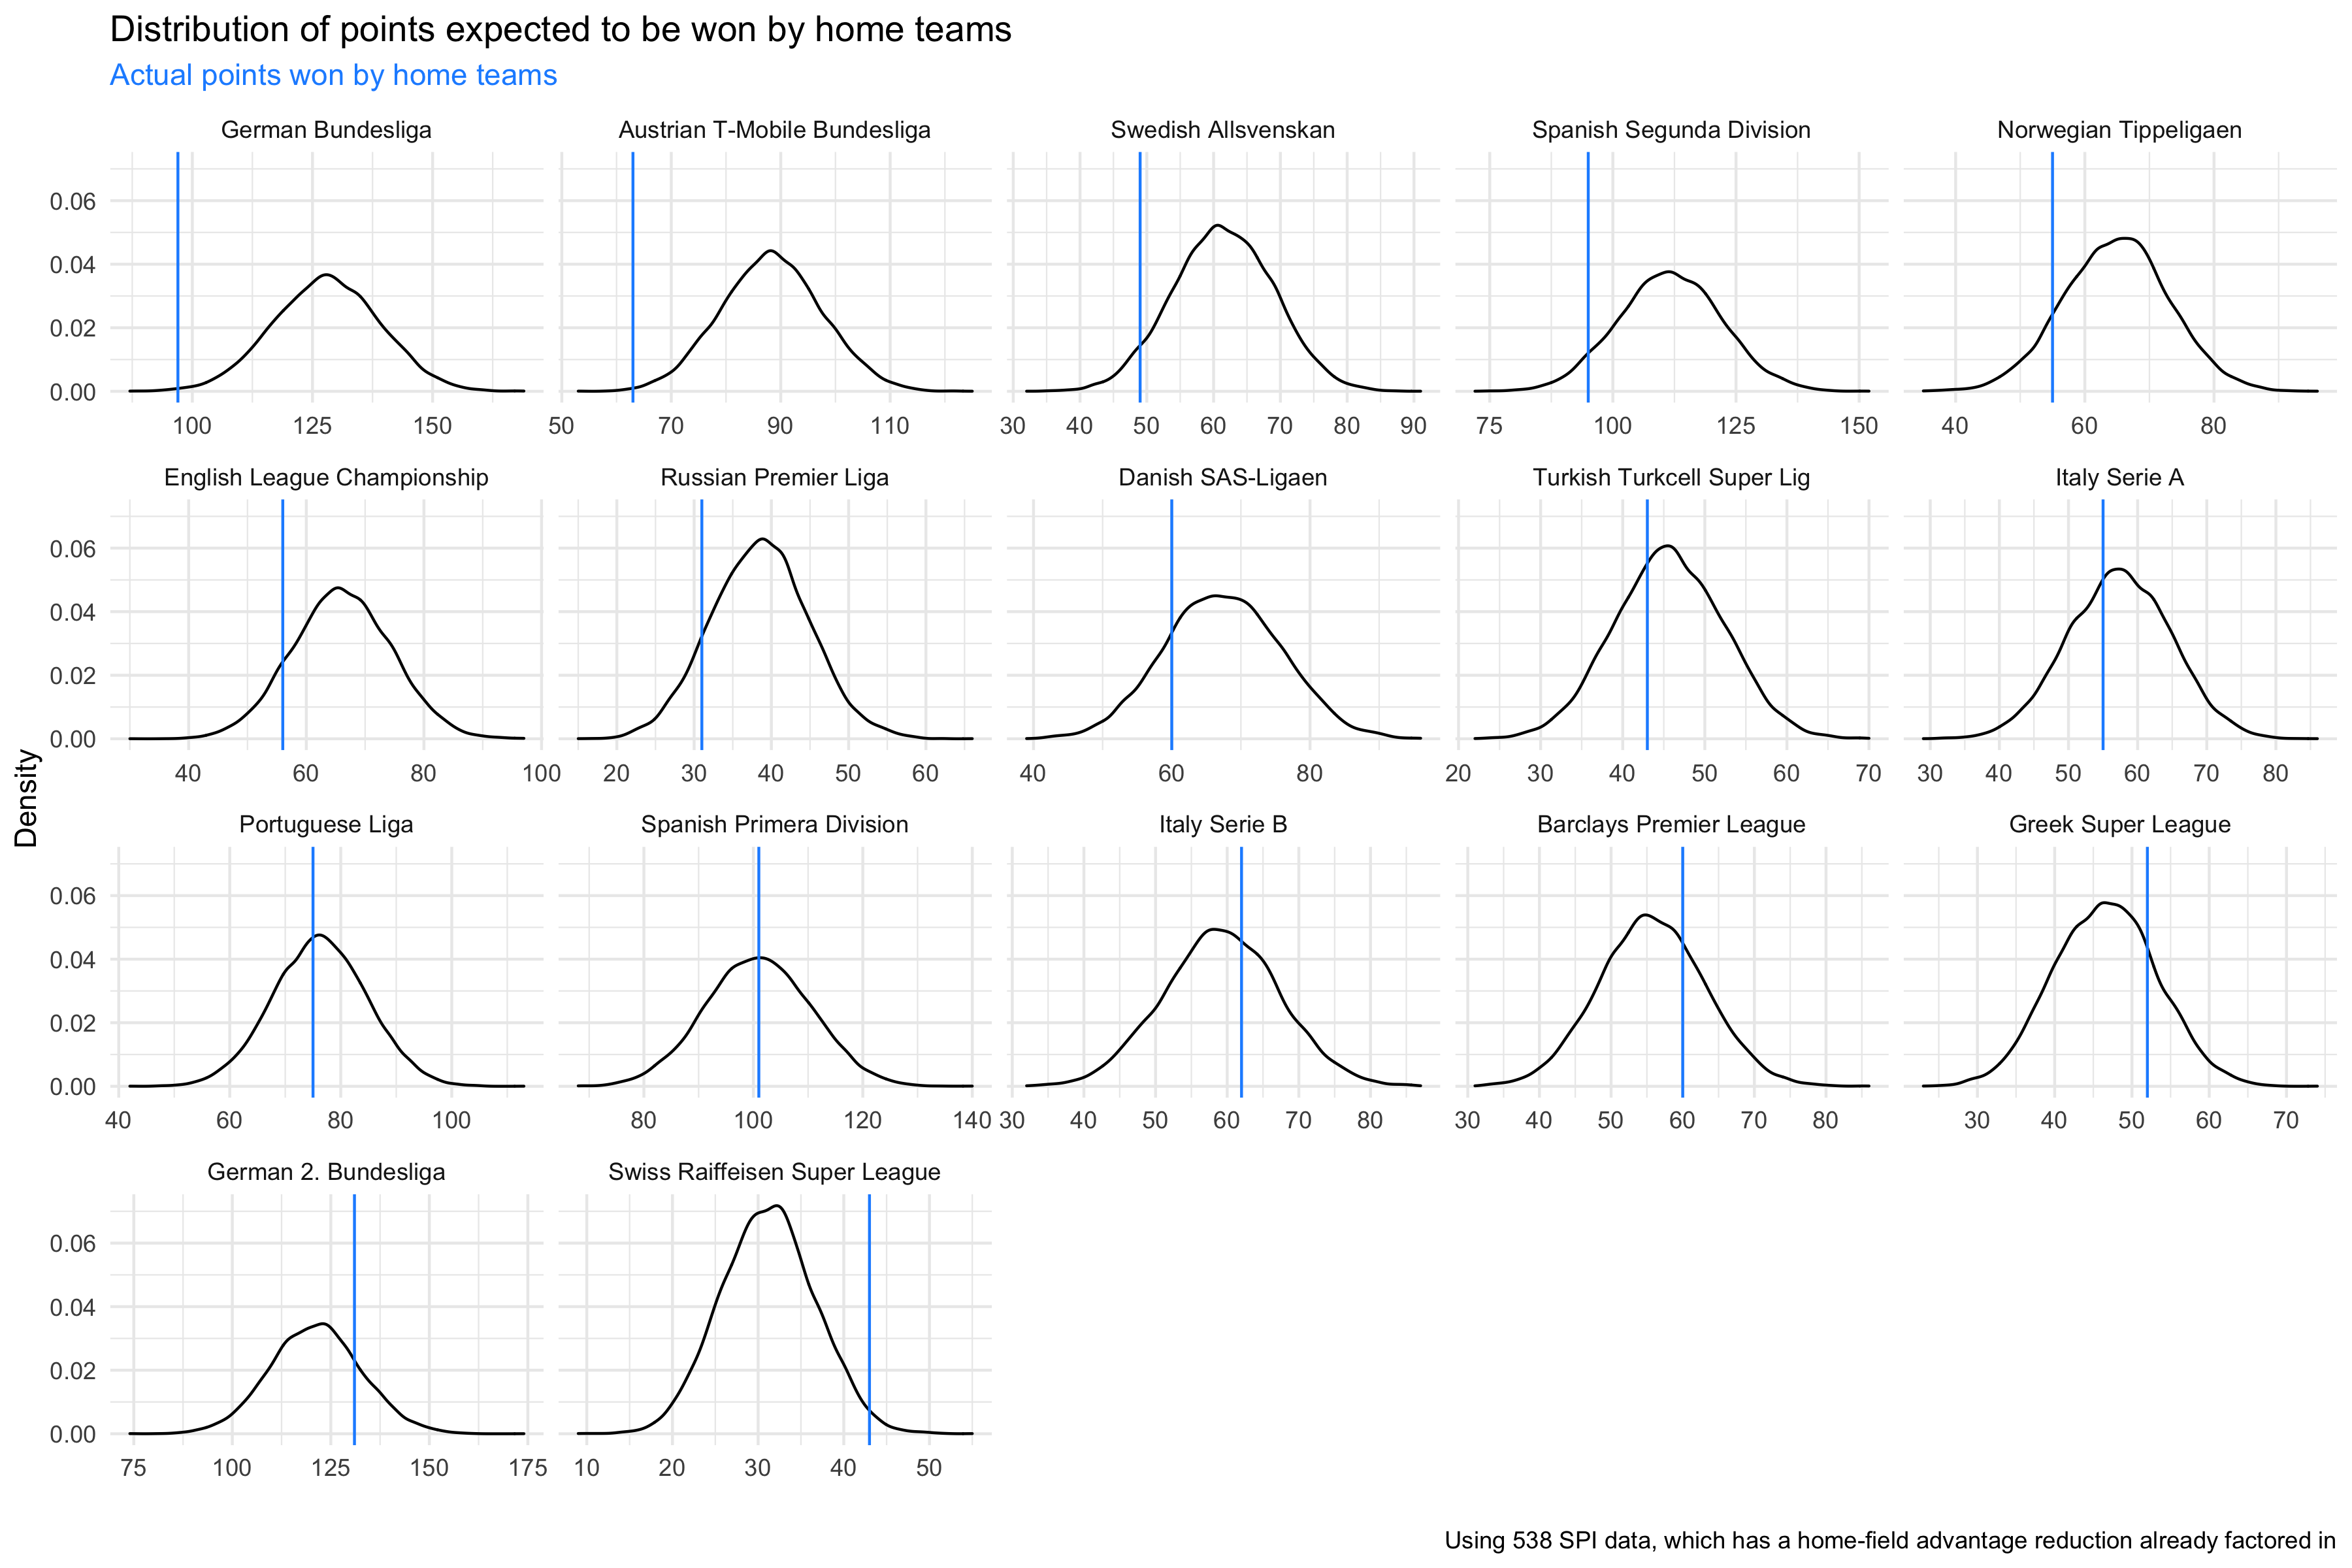 Distribution of points expected to be won by home teams
Actual points won by home teams
German Bundesliga
Austrian T-Mobile Bundesliga
Swedish Allsvenskan
Spanish Segunda Division
Norwegian Tippeligaen
0.06
0.04
0.02
0.00
100 125 150
50 70 90 110
30 40 50 60 70 80 90
75 100 125 150
40 60 80
English League Championship
Russian Premier Liga
Danish SAS-Ligaen
Turkish Turkcell Super Lig
Italy Serie A
0.06
0.04
0.02
0.00
40 60 80 100
20 30 40 50 60
40 60 80
20 30 40 50 60 70
30 40 50 60 70 80
Density
Portuguese Liga
Spanish Primera Division
Italy Serie B
Barclays Premier League
Greek Super League
0.06
0.04
0.02
0.00
40 60 80 100
80 100 120 140
30 40 50 60 70 80
30 40 50 60 70 80
30 40 50 60 70
German 2. Bundesliga
Swiss Raiffeisen Super League
0.06
0.04
0.02
0.00
75 100 125 150 175
10 20 30 40 50
Using 538 SPI data, which has a home-field advantage reduction already factored in